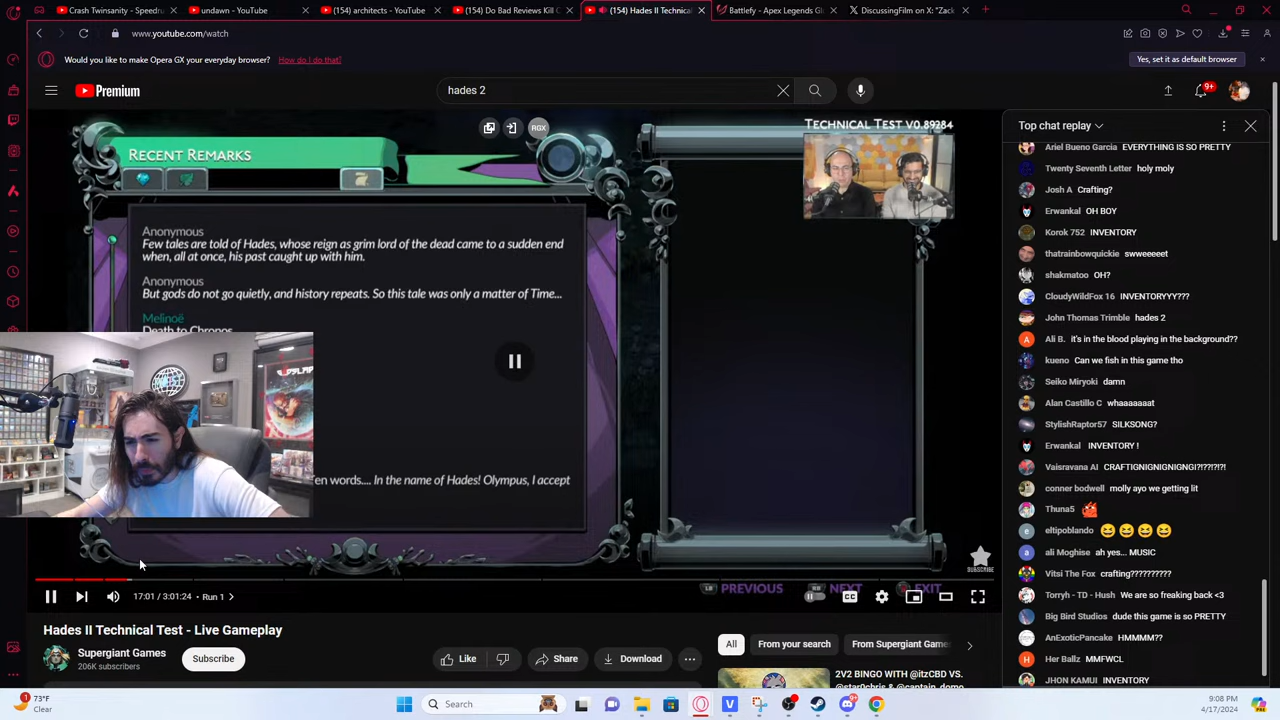 Crash Twinsanity - Speedru
undawn - YouTube
(154) architects - YouTube
(154) Do Bad Reviews Kill C
(154) Hades II Technical
Battlefy - Apex Legends Gl
DiscussingFilm on X: "Zack
www.youtube.com/watch
Would you like to make Opera GX your everyday browser? How do I do that?
Yes, set it as default browser
Premium
hades 2
9+
RGX
TECHNICAL TEST V0.89284
RECENT REMARKS
Anonymous
Few tales are told of Hades, whose reign as grim lord of the dead came to a sudden end
when, all at once, his past caught up with him.
Anonymous
But gods do not go quietly, and history repeats. So this tale was only a matter of Time...
Melinoë
Death to Chronos.
en words.... In the name of Hades! Olympus, I accept
PREVIOUS
NEXT
EXIT
SUBSCRIBE
17:01 / 3:01:24 • Run 1
CC
Hades II Technical Test - Live Gameplay
Supergiant Games
206K subscribers
Subscribe
Like
Share
Download
All
From your search
From Supergiant Game
2V2 BINGO WITH @itzCBD VS.
@star0chris & @captain_domo
Top chat replay
Ariel Bueno Garcia EVERYTHING IS SO PRETTY
Twenty Seventh Letter holy moly
Josh A Crafting?
Erwankal OH BOY
Korok 752 INVENTORY
thatrainbowquickie swweeeeet
shakmatoo OH?
CloudyWildFox 16 INVENTORYYY???
John Thomas Trimble hades 2
Ali B. it's in the blood playing in the background??
kueno Can we fish in this game tho
Seiko Miryoki damn
Alan Castillo C whaaaaaaat
StylishRaptor57 SILKSONG?
Erwankal INVENTORY !
Vaisravana AI CRAFTIGNIGNIGNGI!?!?!?!?!
conner bodwell molly ayo we getting lit
Thuna5
eltipoblando 😆😆😆😆
ali Moghise ah yes... MUSIC
Vitsi The Fox crafting??????????
Torryh - TD - Hush We are so freaking back <3
Big Bird Studios dude this game is so PRETTY
AnExoticPancake HMMMM??
Her Ballz MMFWCL
JHON KAMUI INVENTORY
1
73°F
Clear
Search
9:08 PM
4/17/2024